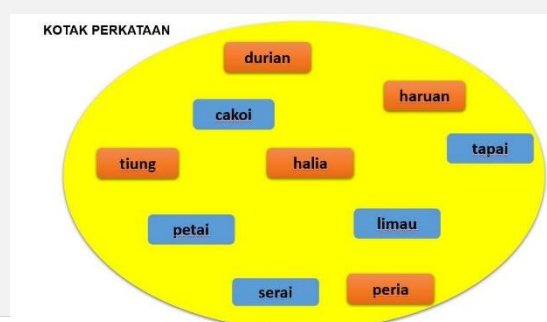 KOTAK PERKATAAN
durian
haruan
cakoi
tapai
tiung
halia
petai
limau
serai
peria